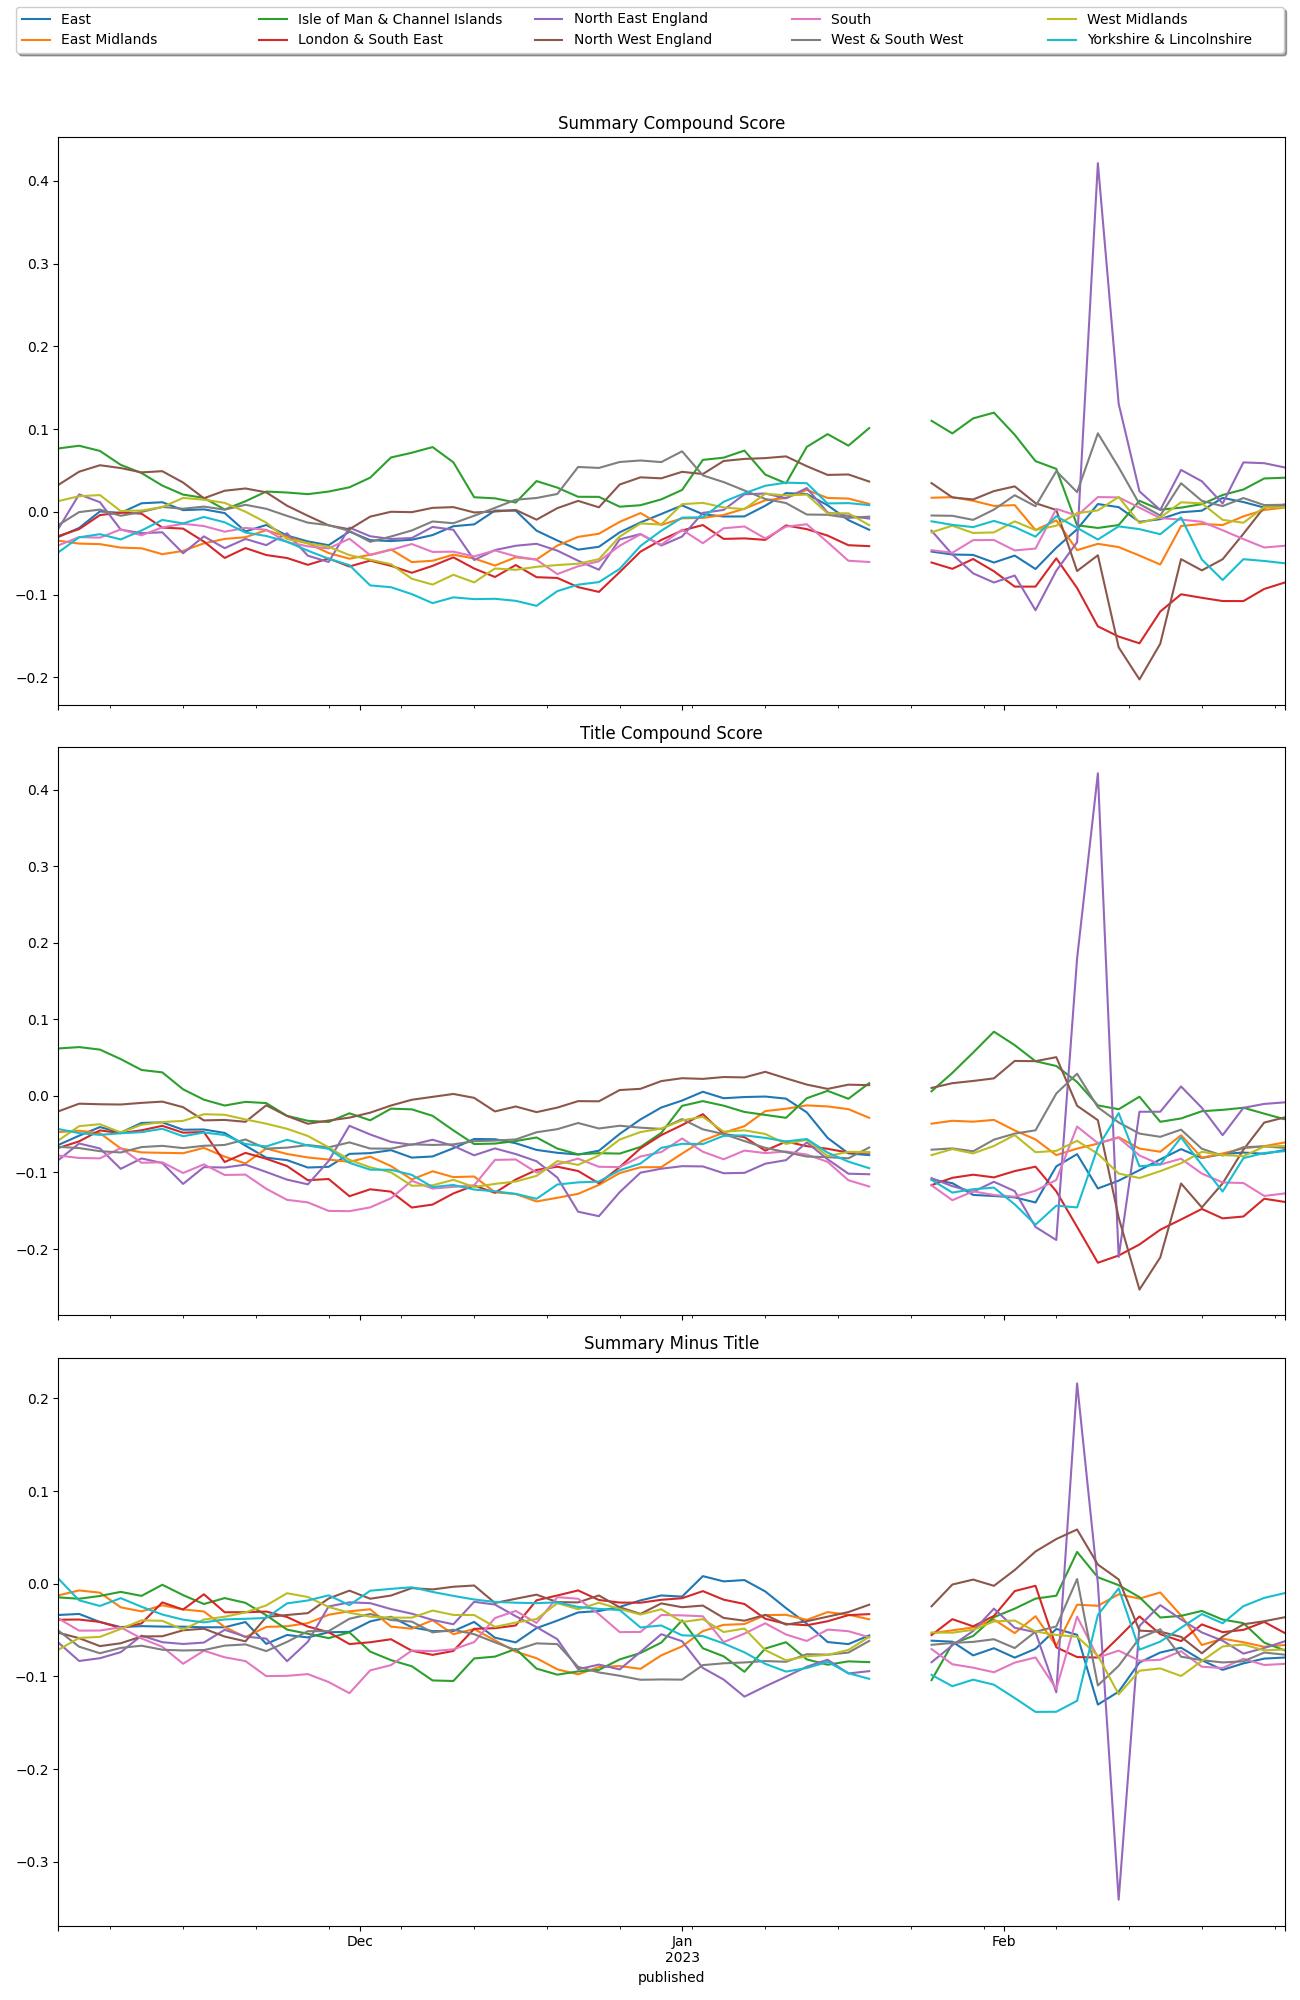 East
Isle of Man & Channel Islands
North East England
South
West Midlands
East Midlands
London & South East
North West England
West & South West
Yorkshire & Lincolnshire
Summary Compound Score
0.4
0.3
0.2
0.1
0.0
−0.1
−0.2
Title Compound Score
0.4
0.3
0.2
0.1
0.0
−0.1
−0.2
Summary Minus Title
0.2
0.1
0.0
−0.1
−0.2
−0.3
Dec
Jan
2023
Feb
published